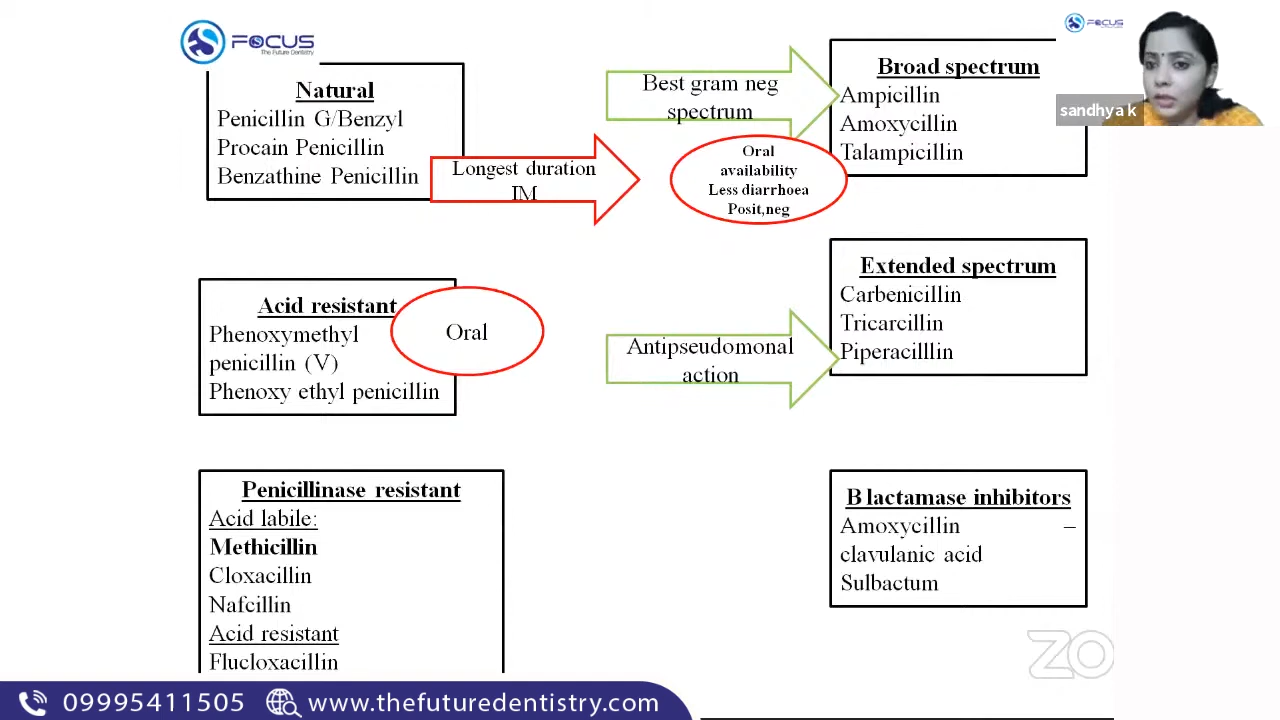 FOCUS
The Future Dentistry
FOCUS
sandhya k
Natural
Penicillin G/Benzyl
Procain Penicillin
Benzathine Penicillin
Longest duration
IM
Best gram neg
spectrum
Oral
availability
Less diarrhoea
Posit,neg
Broad spectrum
Ampicillin
Amoxycillin
Talampicillin
Acid resistant
Phenoxymethyl
penicillin (V)
Phenoxy ethyl penicillin
Oral
Antipseudomonal
action
Extended spectrum
Carbenicillin
Tricarcillin
Piperacilllin
Penicillinase resistant
Acid labile:
Methicillin
Cloxacillin
Nafcillin
Acid resistant
Flucloxacillin
B lactamase inhibitors
Amoxycillin –
clavulanic acid
Sulbactum
ZO
09995411505 www.thefuturedentistry.com